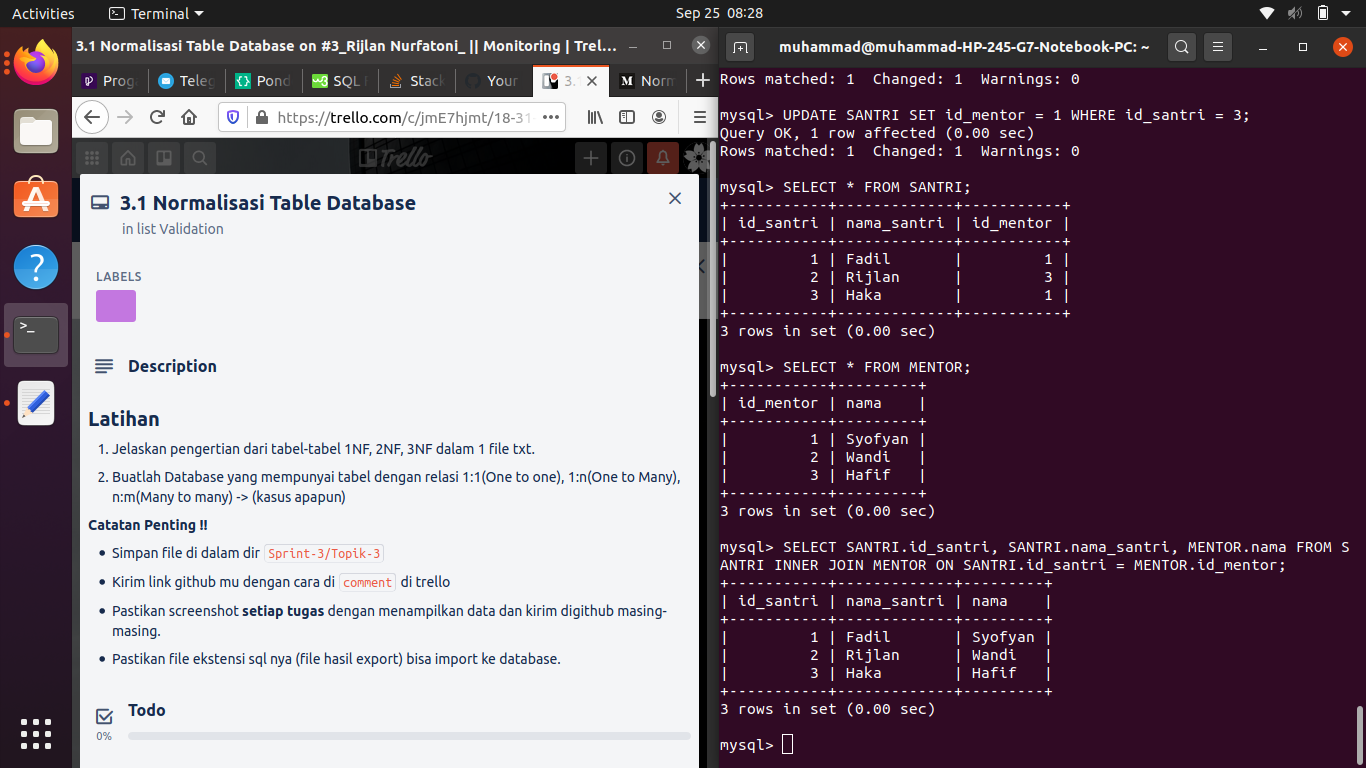 Activities
Terminal
Sep 25 08:28
3.1 Normalisasi Table Database on #3_Rijlan Nurfatoni_ || Monitoring | Trel...
Prog
Teleg
Pond
SQL
Stack
Your
3.
Norm
https://trello.com/c/jmE7hjmt/18-31
Trello
3.1 Normalisasi Table Database
in list Validation
LABELS
Description
Latihan
1. Jelaskan pengertian dari tabel-tabel 1NF, 2NF, 3NF dalam 1 file txt.
2. Buatlah Database yang mempunyai tabel dengan relasi 1:1(One to one), 1:n(One to Many),
n:m(Many to many) -> (kasus apapun)
Catatan Penting !!
• Simpan file di dalam dir Sprint-3/Topik-3
• Kirim link github mu dengan cara di comment di trello
• Pastikan screenshot setiap tugas dengan menampilkan data dan kirim digithub masing-
masing.
• Pastikan file ekstensi sql nya (file hasil export) bisa import ke database.
Todo
0%
muhammad@muhammad-HP-245-G7-Notebook-PC: ~
Rows matched: 1  Changed: 1  Warnings: 0
mysql> UPDATE SANTRI SET id_mentor = 1 WHERE id_santri = 3;
Query OK, 1 row affected (0.00 sec)
Rows matched: 1  Changed: 1  Warnings: 0
mysql> SELECT * FROM SANTRI;
+-----------+-------------+-----------+
| id_santri | nama_santri | id_mentor |
+-----------+-------------+-----------+
|         1 | Fadil       |         1 |
|         2 | Rijlan      |         3 |
|         3 | Haka        |         1 |
+-----------+-------------+-----------+
3 rows in set (0.00 sec)
mysql> SELECT * FROM MENTOR;
+-----------+---------+
| id_mentor | nama    |
+-----------+---------+
|         1 | Syofyan |
|         2 | Wandi   |
|         3 | Hafif   |
+-----------+---------+
3 rows in set (0.00 sec)
mysql> SELECT SANTRI.id_santri, SANTRI.nama_santri, MENTOR.nama FROM S
ANTRI INNER JOIN MENTOR ON SANTRI.id_santri = MENTOR.id_mentor;
+-----------+-------------+---------+
| id_santri | nama_santri | nama    |
+-----------+-------------+---------+
|         1 | Fadil       | Syofyan |
|         2 | Rijlan      | Wandi   |
|         3 | Haka        | Hafif   |
+-----------+-------------+---------+
3 rows in set (0.00 sec)
mysql>